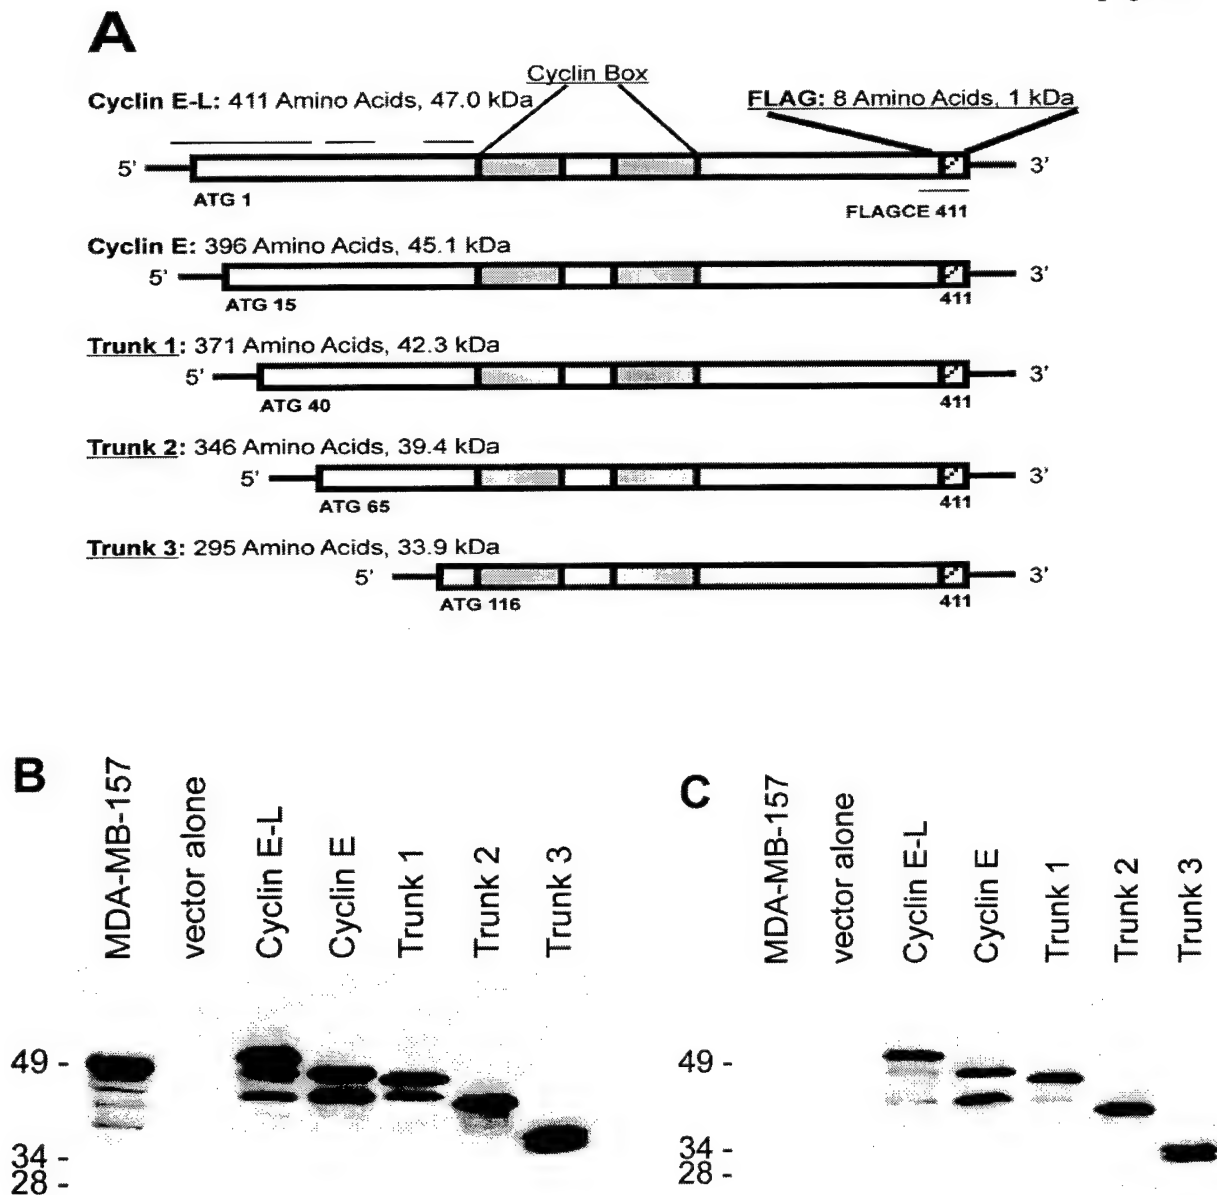 A
Cyclin Box
Cyclin E-L: 411 Amino Acids, 47.0 kDa
FLAG: 8 Amino Acids, 1 kDa
5' 3'
ATG 1
FLAGCE 411
Cyclin E: 396 Amino Acids, 45.1 kDa
5' 3'
ATG 15 411
Trunk 1: 371 Amino Acids, 42.3 kDa
5' 3'
ATG 40 411
Trunk 2: 346 Amino Acids, 39.4 kDa
5' 3'
ATG 65 411
Trunk 3: 295 Amino Acids, 33.9 kDa
5' 3'
ATG 116 411
B
MDA-MB-157
vector alone
Cyclin E-L
Cyclin E
Trunk 1
Trunk 2
Trunk 3
49 -
34 -
28 -
C
MDA-MB-157
vector alone
Cyclin E-L
Cyclin E
Trunk 1
Trunk 2
Trunk 3
49 -
34 -
28 -